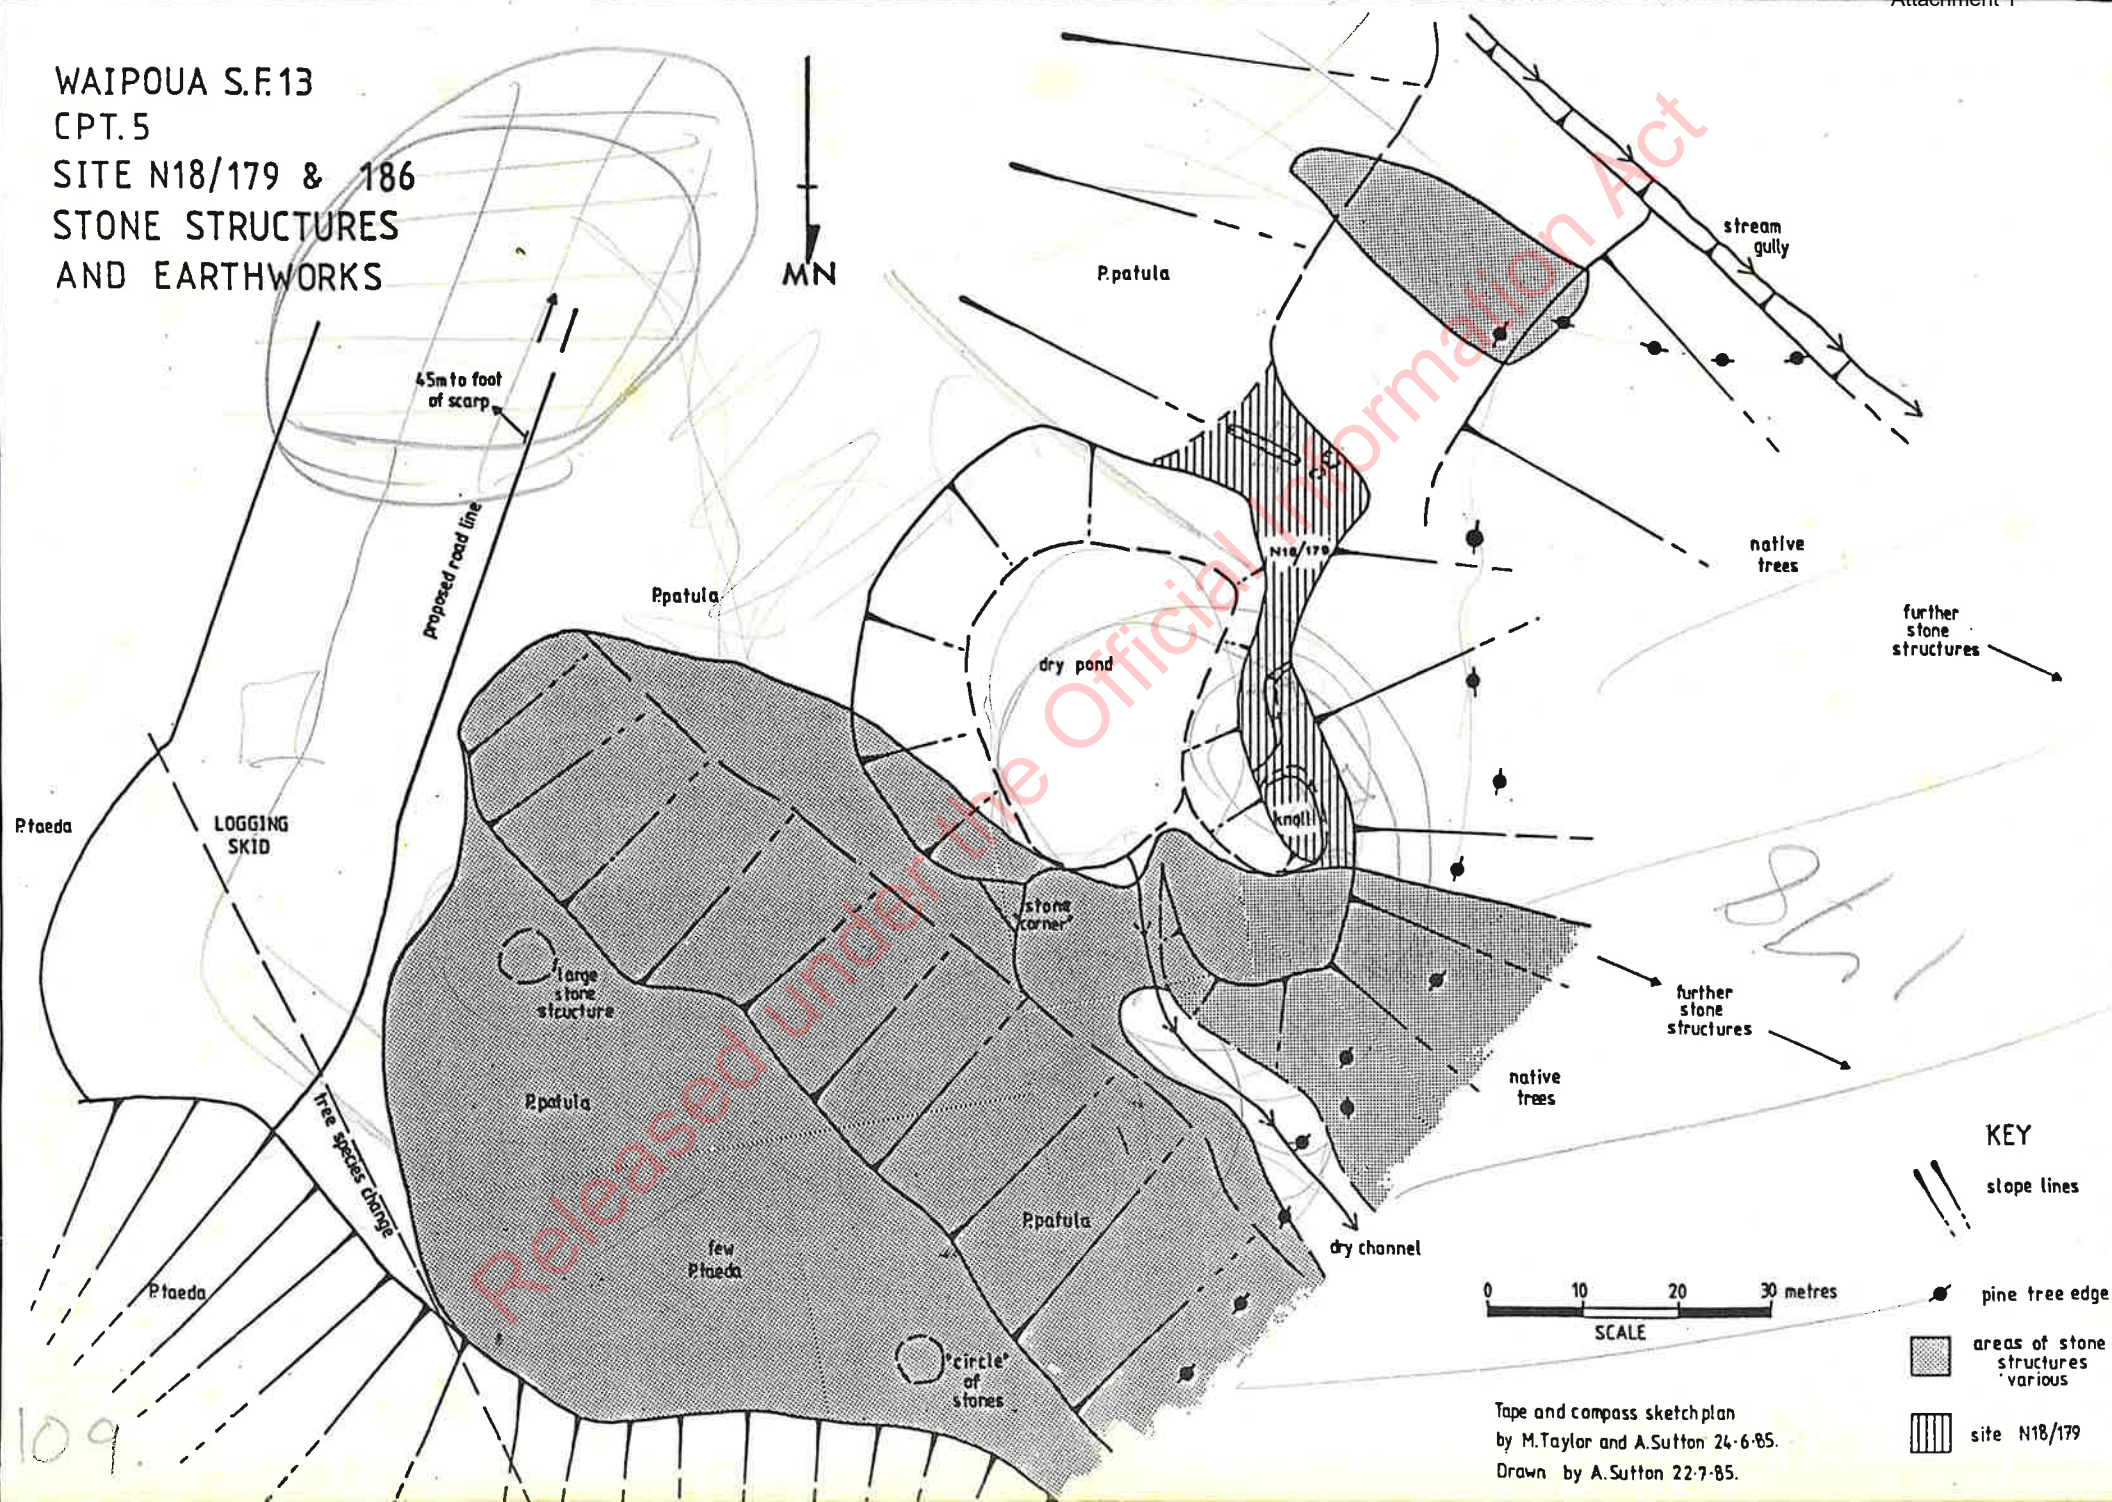 Attachment 1
WAIPOUA S.F.13
CPT. 5
SITE N18/179 & 186
STONE STRUCTURES
AND EARTHWORKS
MN
stream
gully
P.patula
45m to foot
of scarp
proposed road line
P.patula
N18/179
native
trees
further
stone
structures
dry pond
P.taeda
LOGGING
SKID
knoll
stone
corner"
large
stone
structure
further
stone
structures
native
trees
P.patula
tree species change
P.patula
few
P.taeda
P.taeda
dry channel
"circle"
of
stones
KEY
slope lines
pine tree edge
areas of stone
structures
various
site N18/179
0 10 20 30 metres
SCALE
Tape and compass sketch plan
by M.Taylor and A.Sutton 24·6·85.
Drawn by A.Sutton 22·7·85.
109
Released under the Official Information Act